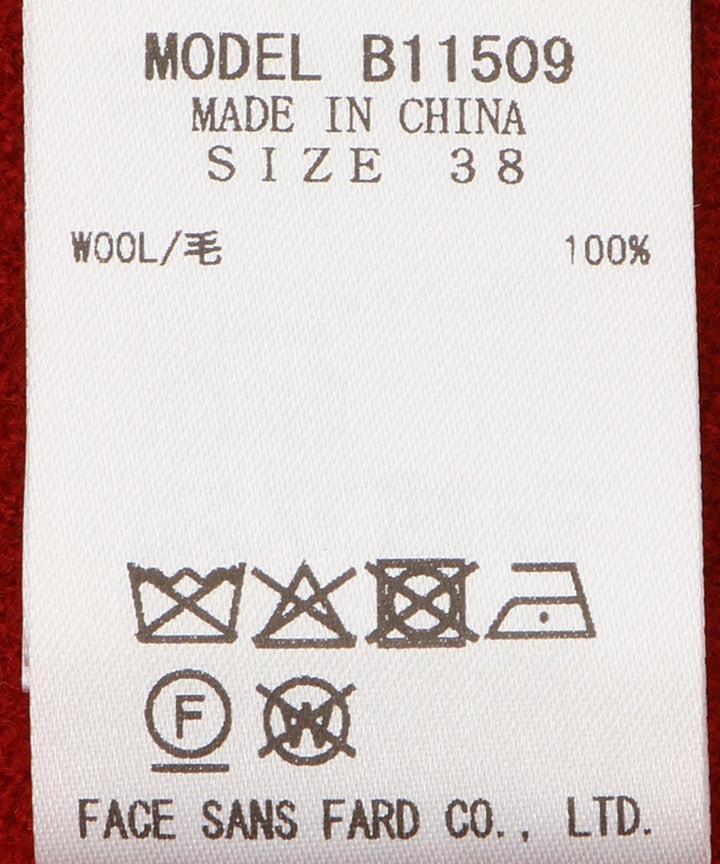 MODEL B11509
MADE IN CHINA
SIZE 38
WOOL/毛 100%
F W
FACE SANS FARD CO., LTD.